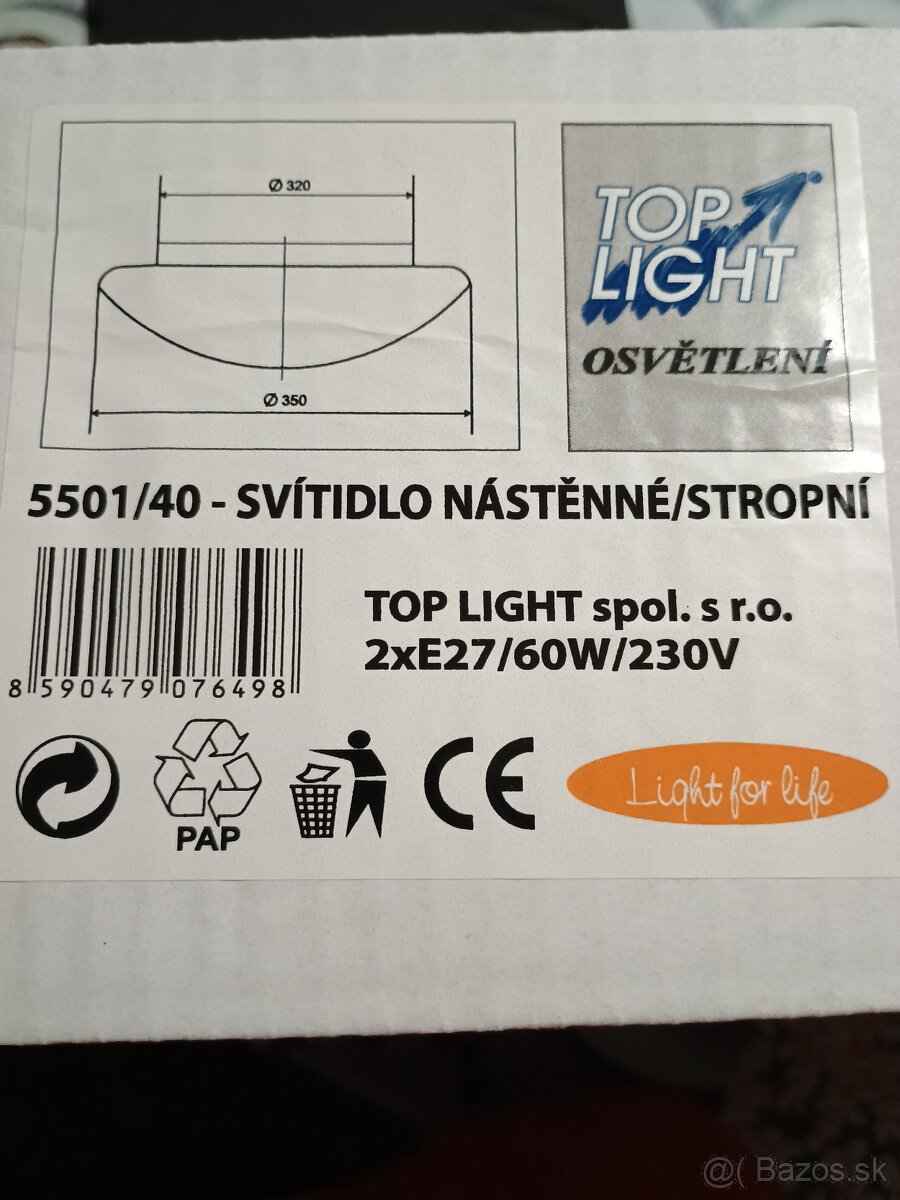 Ø 320
Ø 350
TOP
LIGHT
OSVĚTLENÍ
5501/40 - SVÍTIDLO NÁSTĚNNÉ/STROPNÍ
TOP LIGHT spol. s r.o.
2xE27/60W/230V
8 590479 076498
PAP
CE
Light for life
@( Bazos.sk